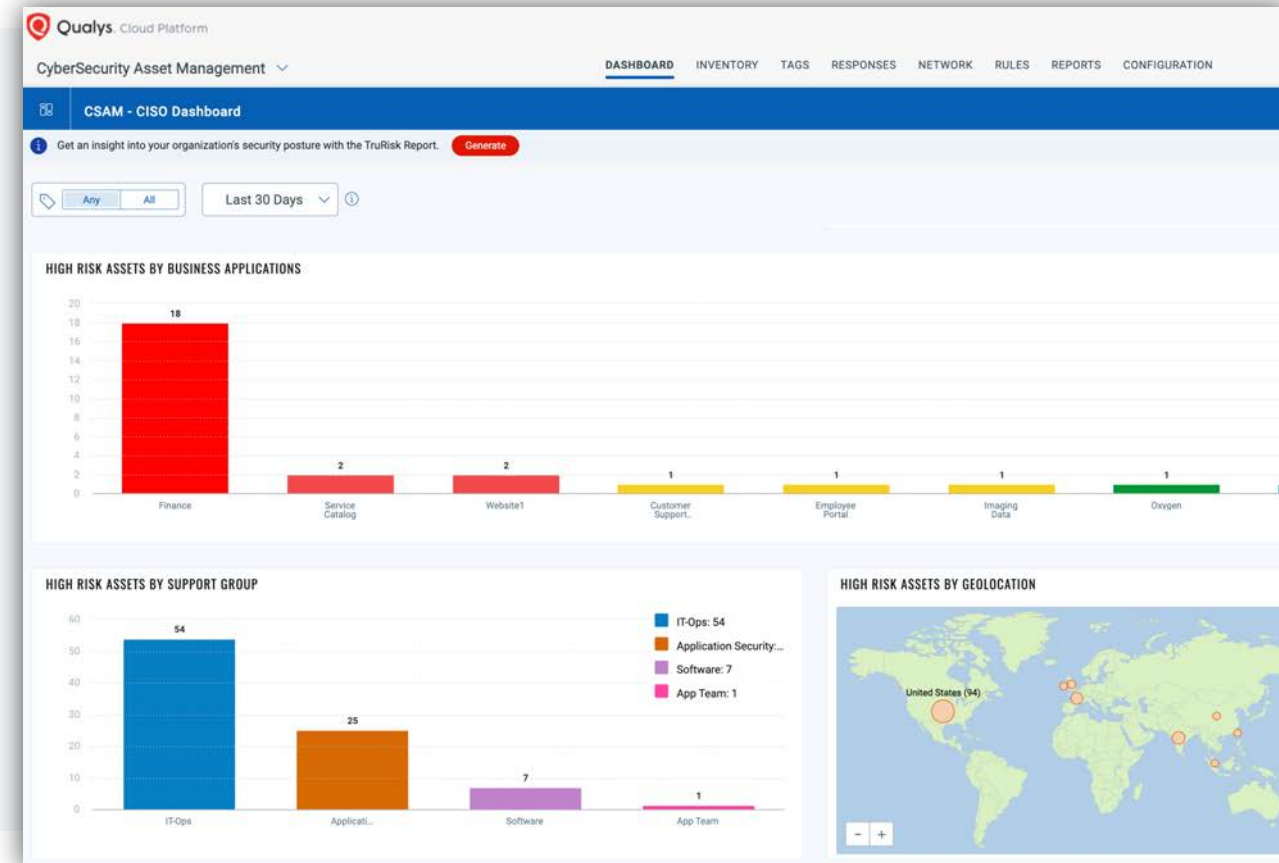 Qualys. Cloud Platform
CyberSecurity Asset Management
DASHBOARD INVENTORY TAGS RESPONSES NETWORK RULES REPORTS CONFIGURATION
CSAM - CISO Dashboard
Get an insight into your organization's security posture with the TruRisk Report. Generate
Any All Last 30 Days
HIGH RISK ASSETS BY BUSINESS APPLICATIONS
20
18
16
14
12
10
8
6
4
2
0
18
2
2
1
1
1
1
Finance
Service
Catalog
Website1
Customer
Support..
Employee
Portal
Imaging
Data
Oxygen
HIGH RISK ASSETS BY SUPPORT GROUP
60
50
40
30
20
10
0
54
25
7
1
IT-Ops
Applicati...
Software
App Team
IT-Ops: 54
Application Security:...
Software: 7
App Team: 1
HIGH RISK ASSETS BY GEOLOCATION
United States (94)
- +